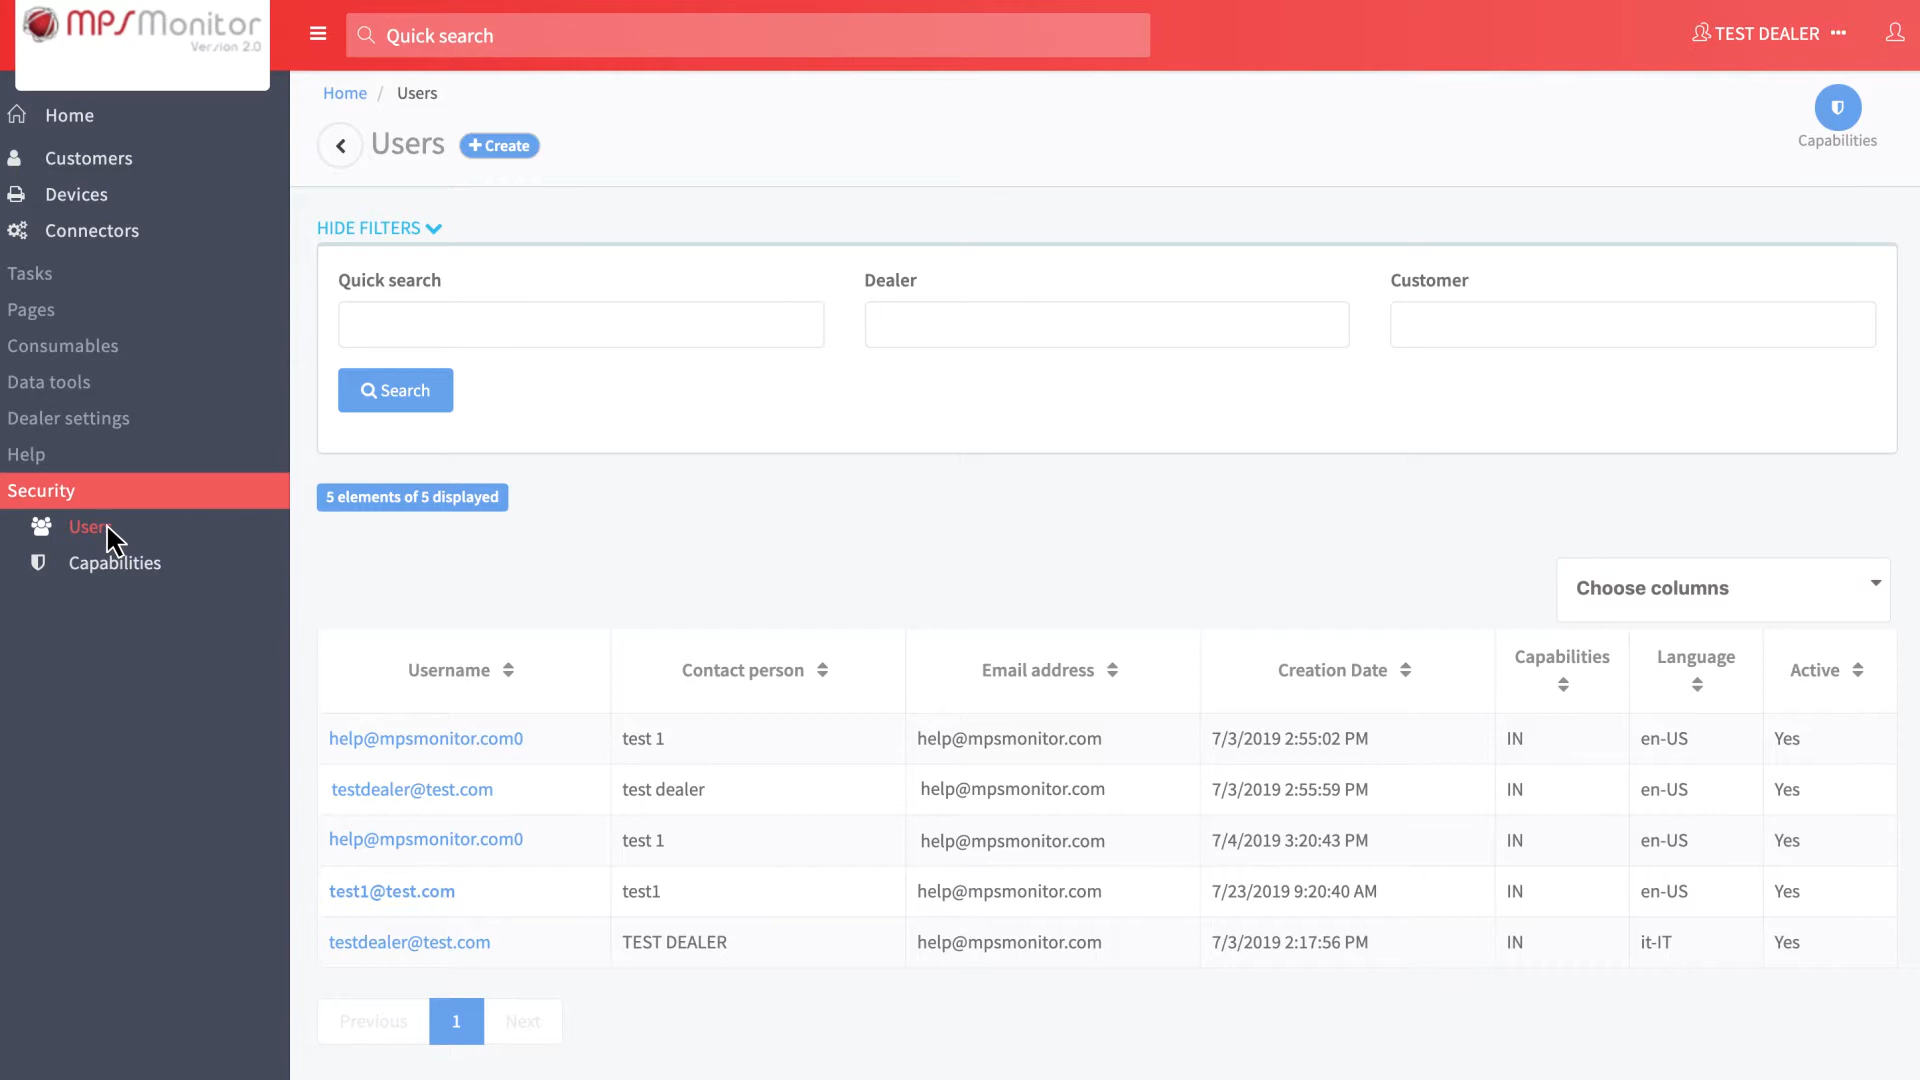 MPSMonitor
Version 2.0
Quick search
TEST DEALER
Home
Customers
Devices
Connectors
Tasks
Pages
Consumables
Data tools
Dealer settings
Help
Security
Users
Capabilities
Home / Users
Users
Create
Capabilities
HIDE FILTERS
Quick search Dealer Customer
Search
5 elements of 5 displayed
Choose columns
Username Contact person Email address Creation Date Capabilities Language Active
help@mpsmonitor.com0 test 1 help@mpsmonitor.com 7/3/2019 2:55:02 PM IN en-US Yes
testdealer@test.com test dealer help@mpsmonitor.com 7/3/2019 2:55:59 PM IN en-US Yes
help@mpsmonitor.com0 test 1 help@mpsmonitor.com 7/4/2019 3:20:43 PM IN en-US Yes
test1@test.com test1 help@mpsmonitor.com 7/23/2019 9:20:40 AM IN en-US Yes
testdealer@test.com TEST DEALER help@mpsmonitor.com 7/3/2019 2:17:56 PM IN it-IT Yes
Previous 1 Next